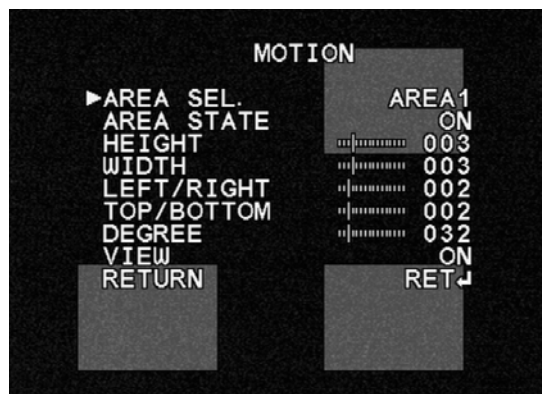 MOTION
►AREA SEL. AREA1
AREA STATE ON
HEIGHT 003
WIDTH 003
LEFT/RIGHT 002
TOP/BOTTOM 002
DEGREE 032
VIEW ON
RETURN RET↵